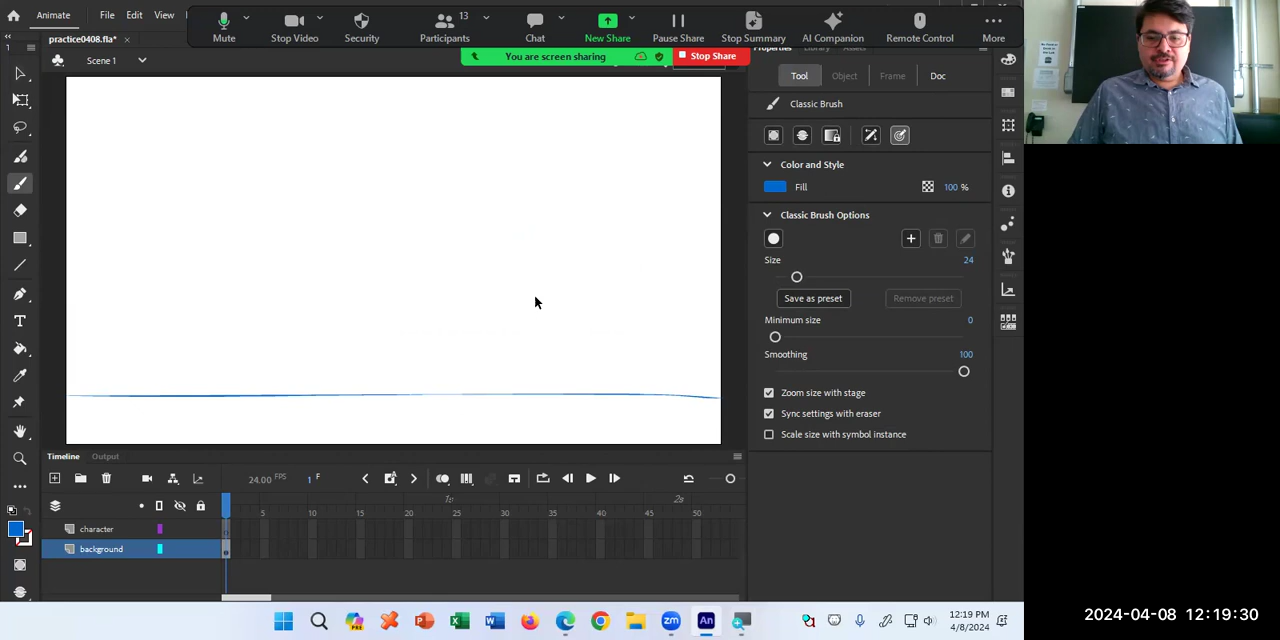 Animate
File
Edit
View
Mute
Stop Video
Security
13
Participants
Chat
New Share
Pause Share
Stop Summary
AI Companion
Remote Control
More
practice0408.fla*
You are screen sharing
Stop Share
Properties
Library
Assets
Scene 1
Tool
Object
Frame
Doc
Classic Brush
Color and Style
Fill
100 %
Classic Brush Options
Size
24
Save as preset
Remove preset
Minimum size
0
Smoothing
100
Zoom size with stage
Sync settings with eraser
Scale size with symbol instance
Timeline
Output
24.00 FPS
1 F
1s
2s
5
10
15
20
25
30
35
40
45
50
character
background
12:19 PM
4/8/2024
2024-04-08 12:19:30